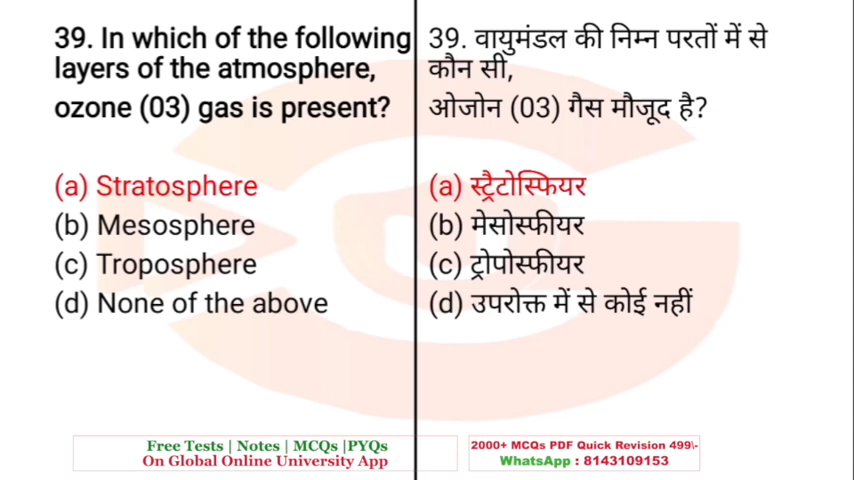 39. In which of the following
layers of the atmosphere,
ozone (03) gas is present?
(a) Stratosphere
(b) Mesosphere
(c) Troposphere
(d) None of the above
39. वायुमंडल की निम्न परतों में से
कौन सी,
ओजोन (03) गैस मौजूद है?
(a) स्ट्रैटोस्फियर
(b) मेसोस्फीयर
(c) ट्रोपोस्फीयर
(d) उपरोक्त में से कोई नहीं
Free Tests | Notes | MCQs |PYQs
On Global Online University App
2000+ MCQs PDF Quick Revision 499\-
WhatsApp : 8143109153